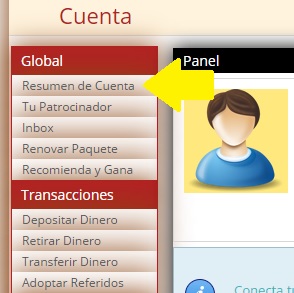 Cuenta
Global
Resumen de Cuenta
Tu Patrocinador
Inbox
Renovar Paquete
Recomienda y Gana
Transacciones
Depositar Dinero
Retirar Dinero
Transferir Dinero
Adoptar Referidos
Panel
Conecta